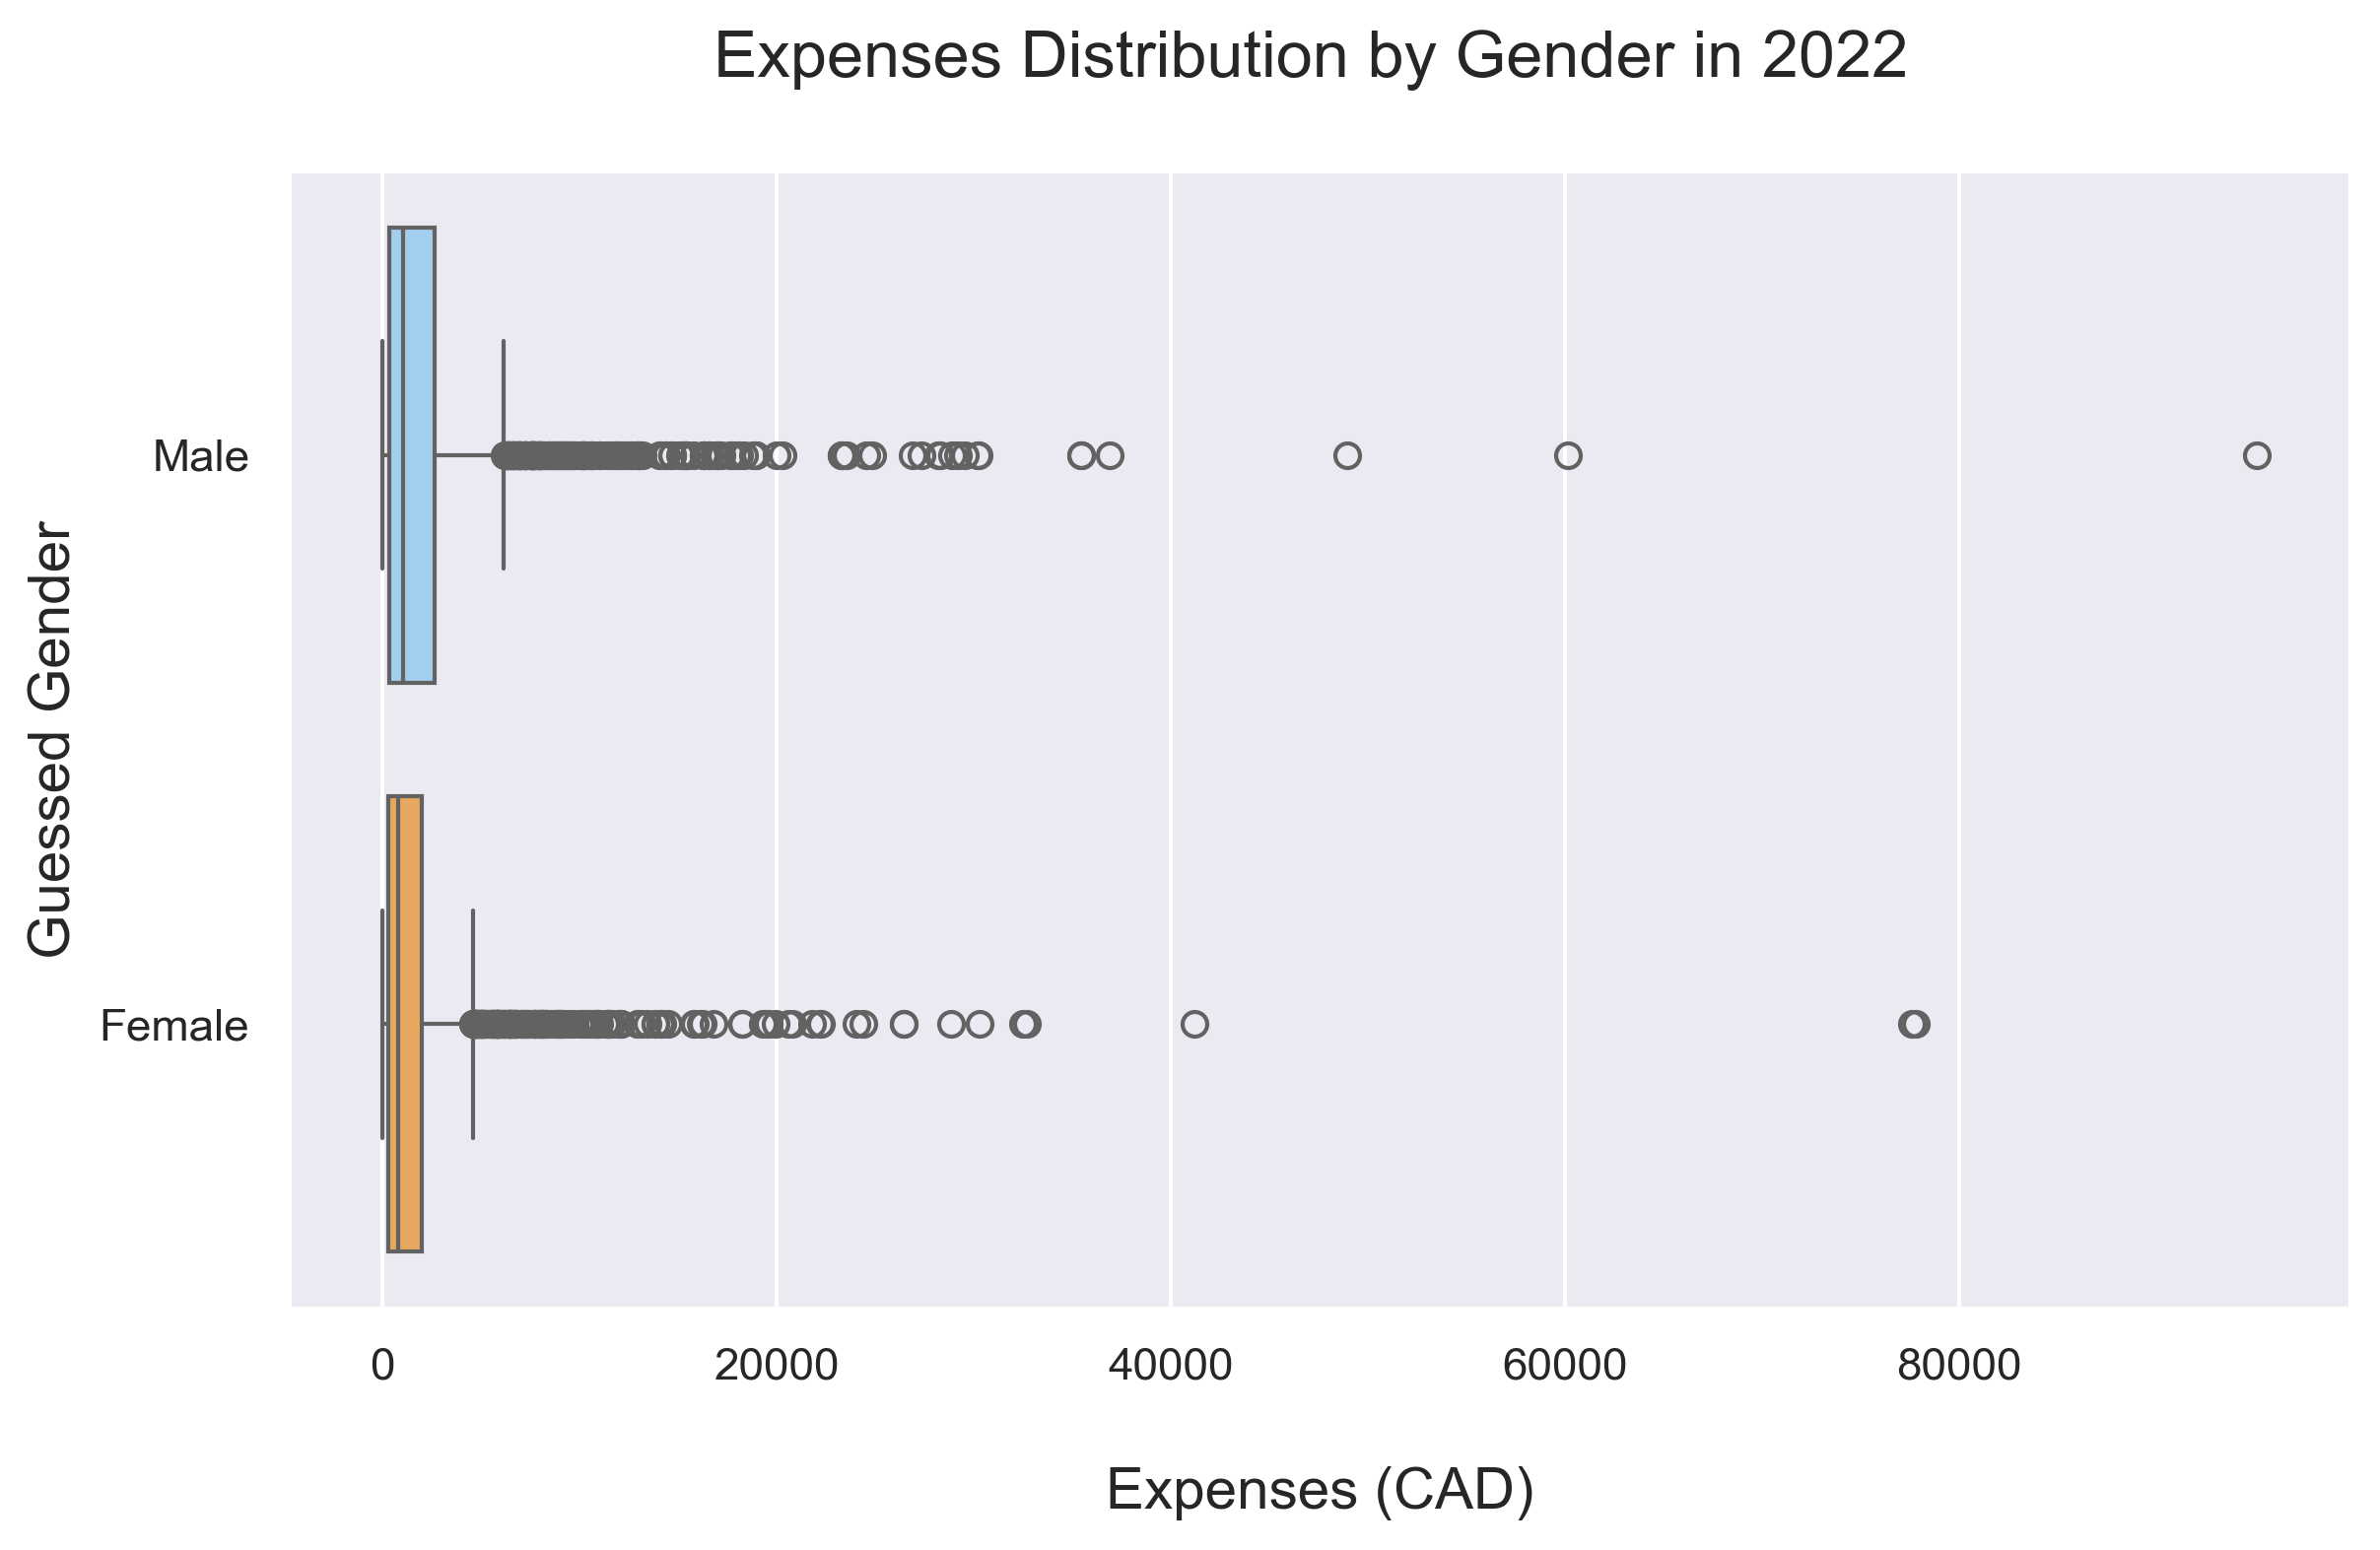 Expenses Distribution by Gender in 2022
Guessed Gender
Male
Female
0 20000 40000 60000 80000
Expenses (CAD)